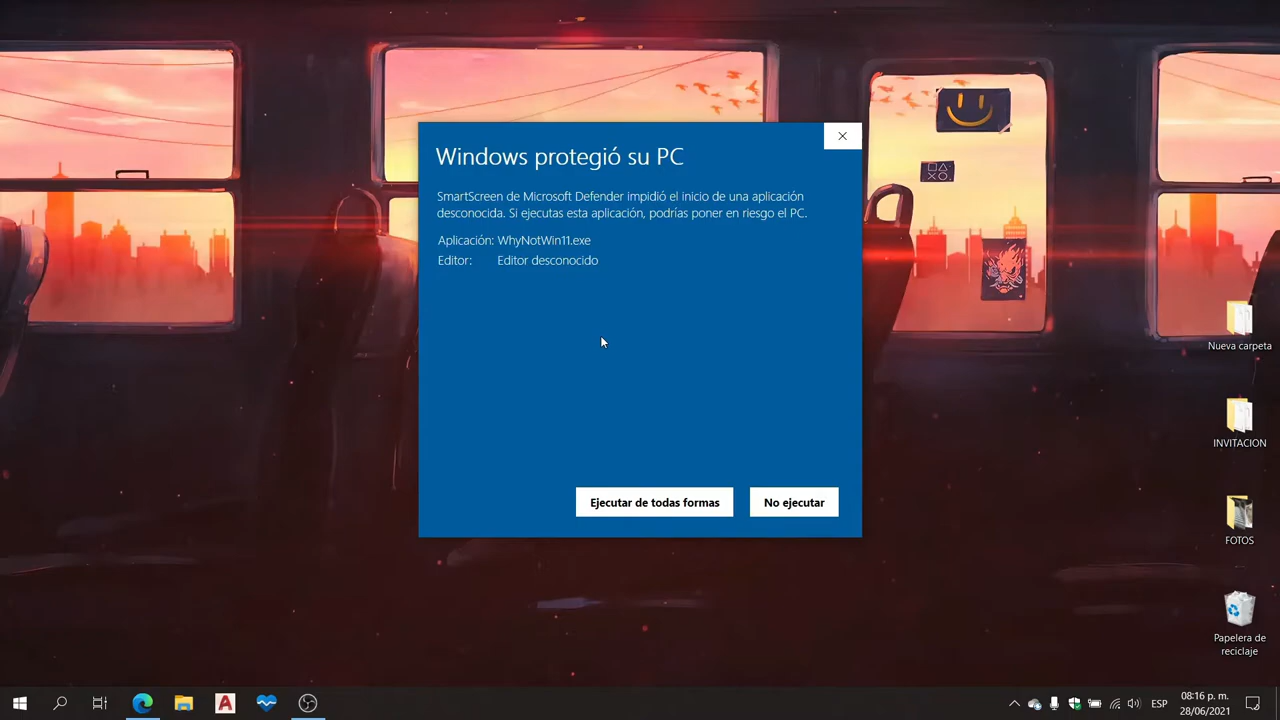 Windows protegió su PC
SmartScreen de Microsoft Defender impidió el inicio de una aplicación
desconocida. Si ejecutas esta aplicación, podrías poner en riesgo el PC.
Aplicación: WhyNotWin11.exe
Editor: Editor desconocido
Ejecutar de todas formas
No ejecutar
Nueva carpeta
INVITACION
FOTOS
Papelera de
reciclaje
ESP
08:16 p. m.
28/06/2021